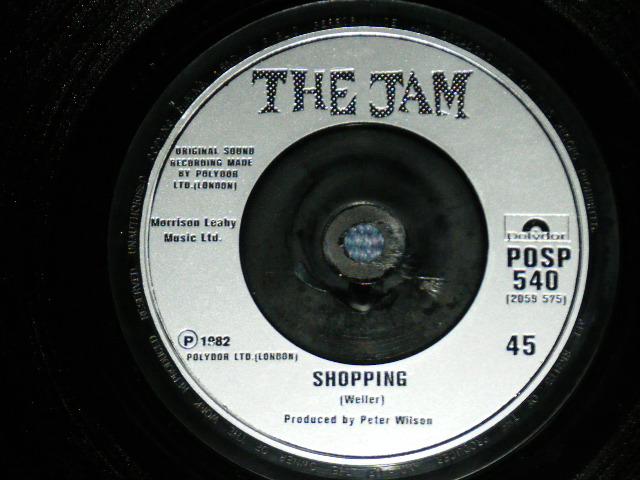 THE JAM
ORIGINAL SOUND
RECORDING MADE
BY POLYDOR
LTD.(LONDON)
Morrison Leahy
Music Ltd.
polydor
POSP
540
(2059 575)
P 1982
POLYDOR LTD.(LONDON)
45
SHOPPING
(Weller)
Produced by Peter Wilson